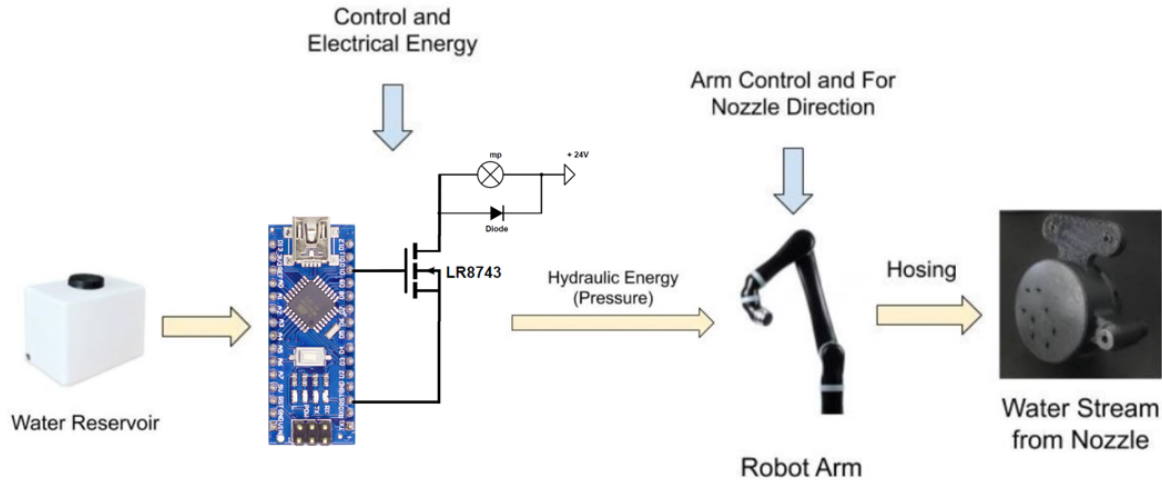 Control and
Electrical Energy
Arm Control and For
Nozzle Direction
mp
+ 24V
Diode
LR8743
Hydraulic Energy
(Pressure)
Hosing
Water Reservoir
Robot Arm
Water Stream
from Nozzle